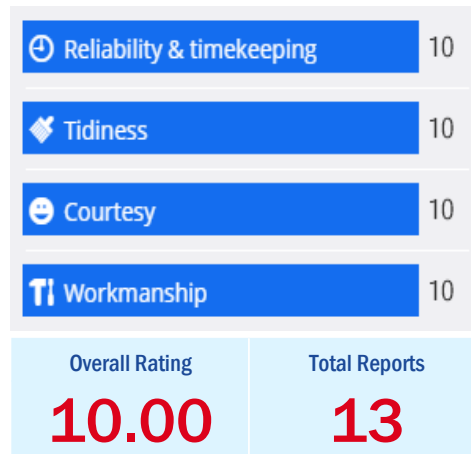 Reliability & timekeeping 10
Tidiness 10
Courtesy 10
Workmanship 10
Overall Rating Total Reports
10.00 13